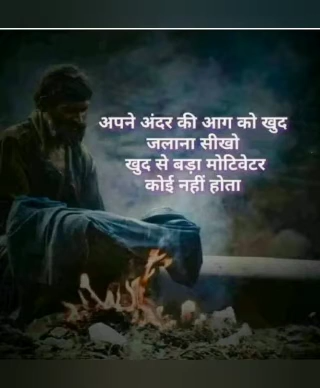 अपने अंदर की आग को खुद
जलाना सीखो
खुद से बड़ा मोटिवेटर
कोई नहीं होता